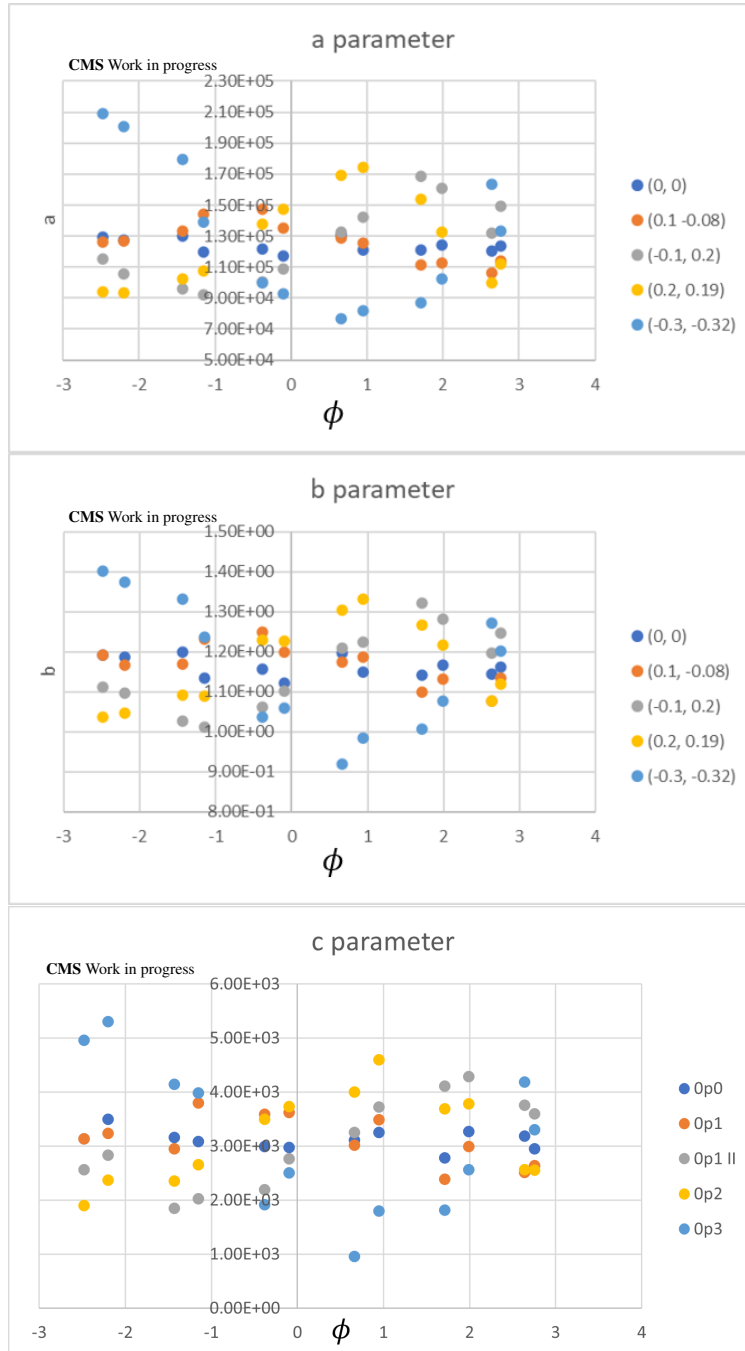 a parameter
CMS Work in progress
2.30E+05
2.10E+05
1.90E+05
1.70E+05
1.50E+05
1.30E+05
1.10E+05
9.00E+04
7.00E+04
5.00E+04
a
-3 -2 -1 0 1 2 3 4
ϕ
(0, 0)
(0.1 -0.08)
(-0.1, 0.2)
(0.2, 0.19)
(-0.3, -0.32)
b parameter
CMS Work in progress
1.50E+00
1.40E+00
1.30E+00
1.20E+00
1.10E+00
1.00E+00
9.00E-01
8.00E-01
b
-3 -2 -1 0 1 2 3 4
ϕ
(0, 0)
(0.1, -0.08)
(-0.1, 0.2)
(0.2, 0.19)
(-0.3, -0.32)
c parameter
CMS Work in progress
6.00E+03
5.00E+03
4.00E+03
3.00E+03
2.00E+03
1.00E+03
0.00E+00
-3 -2 -1 0 1 2 3 4
ϕ
0p0
0p1
0p1 II
0p2
0p3